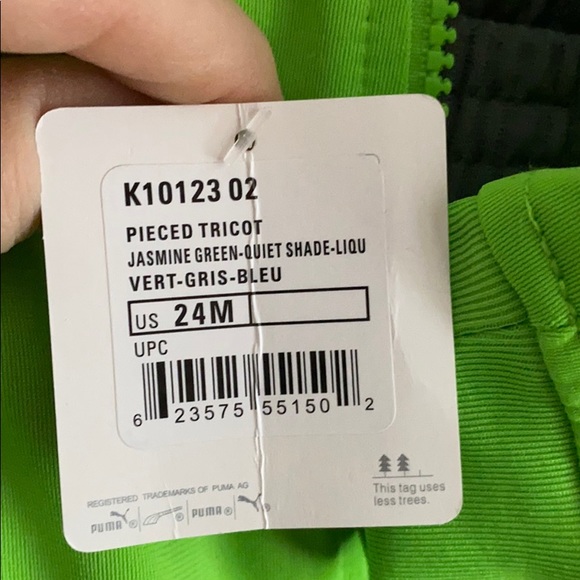 K10123 02
PIECED TRICOT
JASMINE GREEN-QUIET SHADE-LIQU
VERT-GRIS-BLEU
US 24M
UPC
6 23575 55150 2
This tag uses
less trees.
REGISTERED TRADEMARKS OF PUMA AG
PUMA® ® PUMA® ®